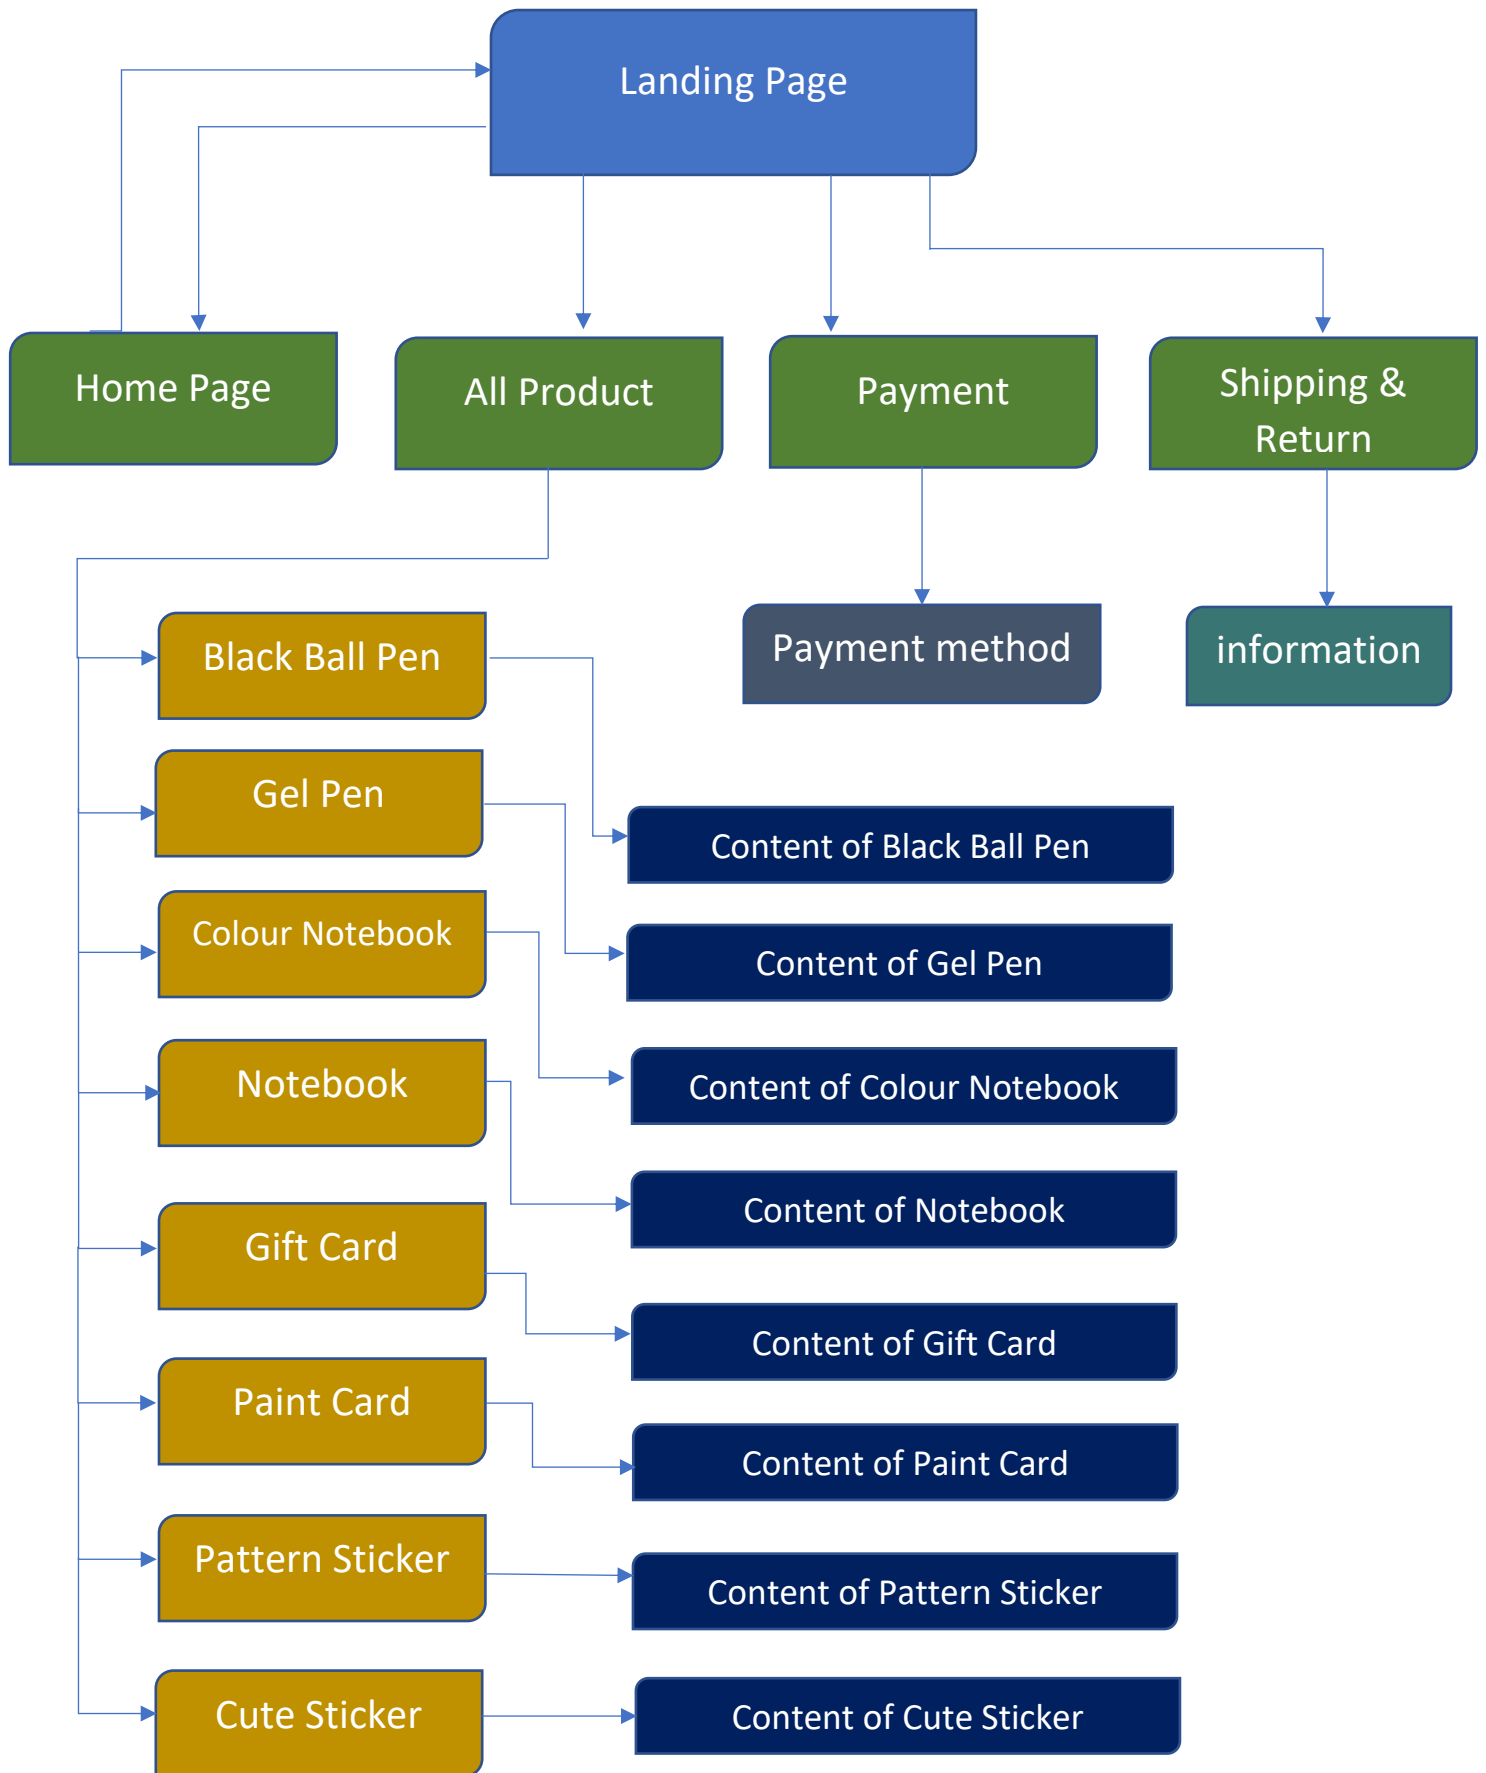 Landing Page
Home Page
All Product
Payment
Shipping &
Return
Payment method
information
Black Ball Pen
Gel Pen
Colour Notebook
Notebook
Gift Card
Paint Card
Pattern Sticker
Cute Sticker
Content of Black Ball Pen
Content of Gel Pen
Content of Colour Notebook
Content of Notebook
Content of Gift Card
Content of Paint Card
Content of Pattern Sticker
Content of Cute Sticker